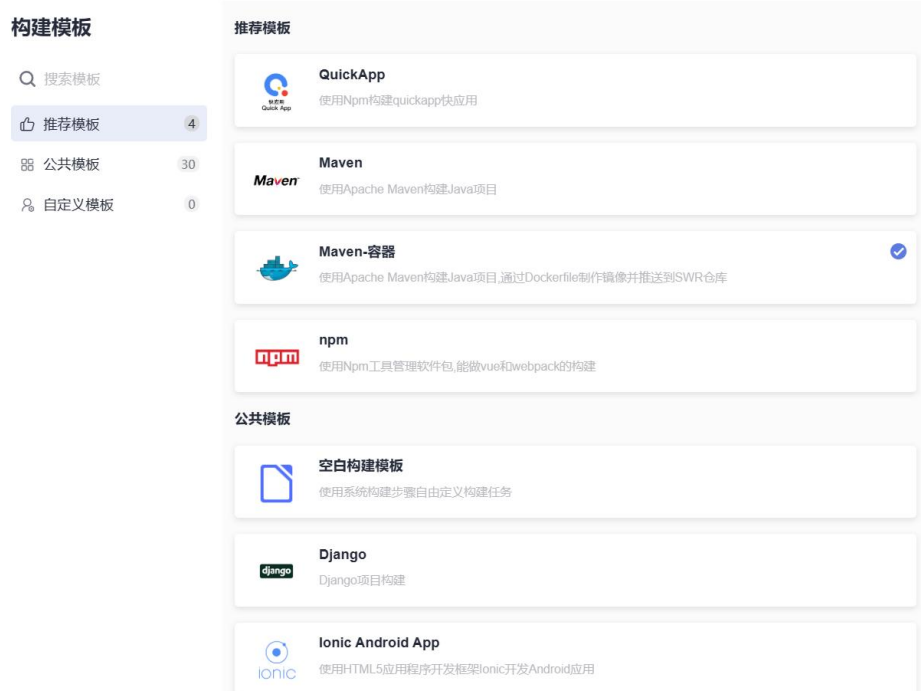 构建模板
搜索模板
推荐模板 4
公共模板 30
自定义模板 0
推荐模板
快应用
Quick App
QuickApp
使用Npm构建quickapp快应用
Maven
Maven
使用Apache Maven构建Java项目
Maven-容器
使用Apache Maven构建Java项目,通过Dockerfile制作镜像并推送到SWR仓库
npm
npm
使用Npm工具管理软件包,能做vue和webpack的构建
公共模板
空白构建模板
使用系统构建步骤自由定义构建任务
django
Django
Django项目构建
ionic
Ionic Android App
使用HTML5应用程序开发框架Ionic开发Android应用